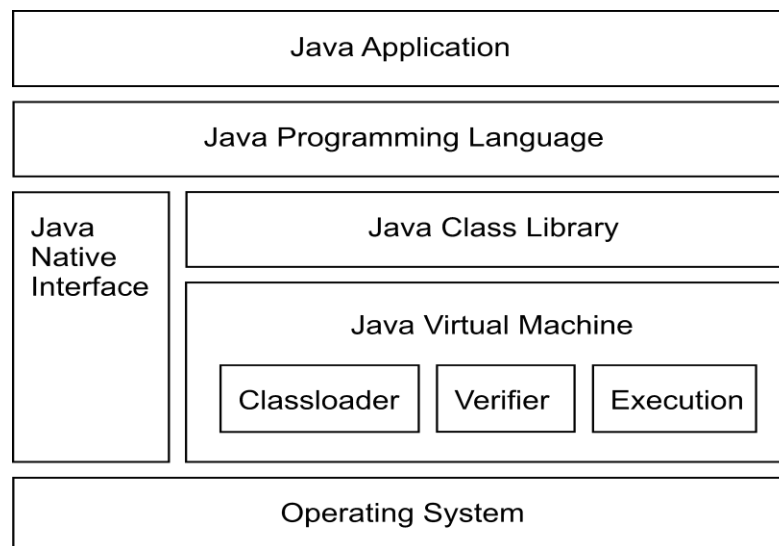 Java Application
Java Programming Language
Java
Native
Interface
Java Class Library
Java Virtual Machine
Classloader
Verifier
Execution
Operating System